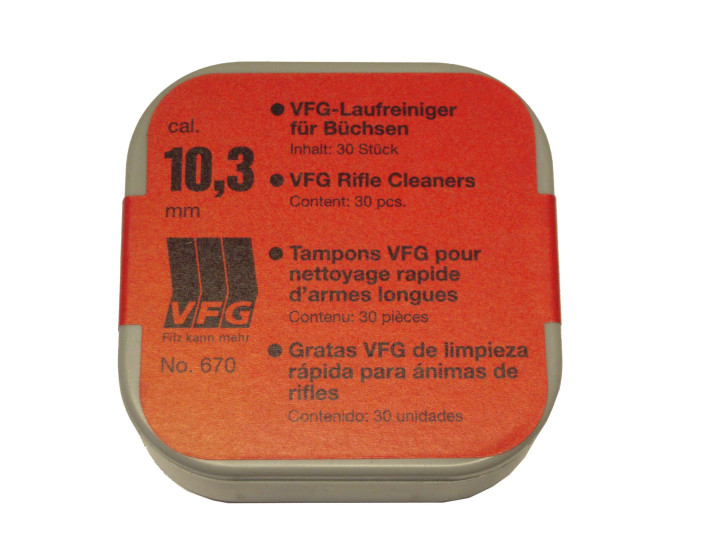 cal.
10,3
mm
VFG
Filz kann mehr
No. 670
● VFG-Laufreiniger
für Büchsen
Inhalt: 30 Stück
● VFG Rifle Cleaners
Content: 30 pcs.
● Tampons VFG pour
nettoyage rapide
d'armes longues
Contenu: 30 pièces
● Gratas VFG de limpieza
rápida para ánimas de
rifles
Contenido: 30 unidades